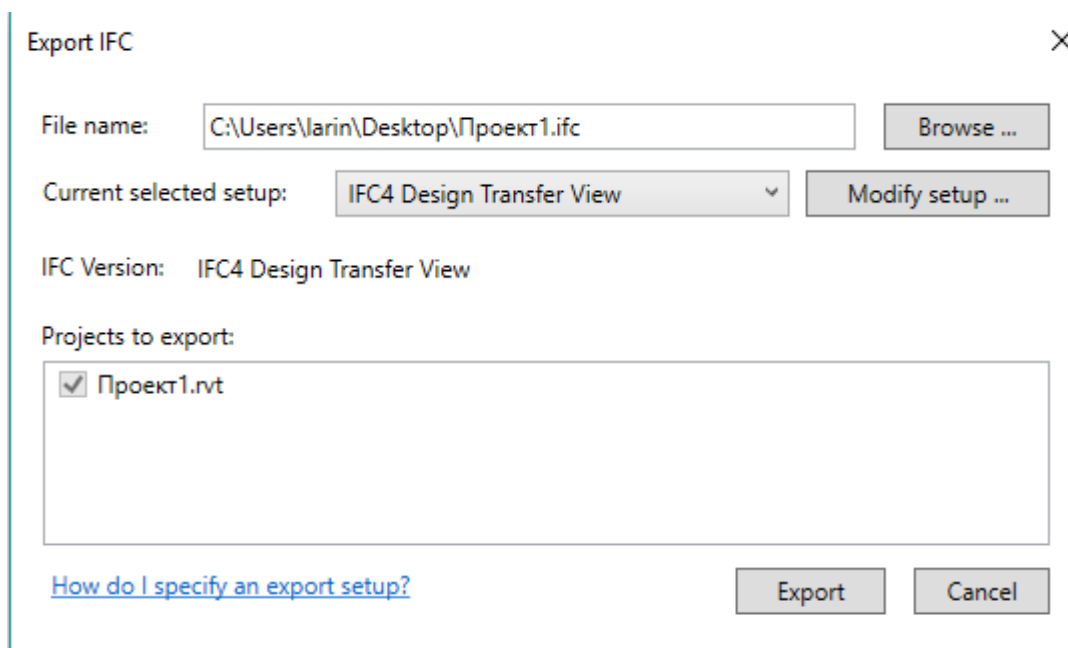 Export IFC
File name: C:\Users\larin\Desktop\Проект1.ifc Browse ...
Current selected setup: IFC4 Design Transfer View Modify setup ...
IFC Version: IFC4 Design Transfer View
Projects to export:
Проект1.rvt
How do I specify an export setup? Export Cancel